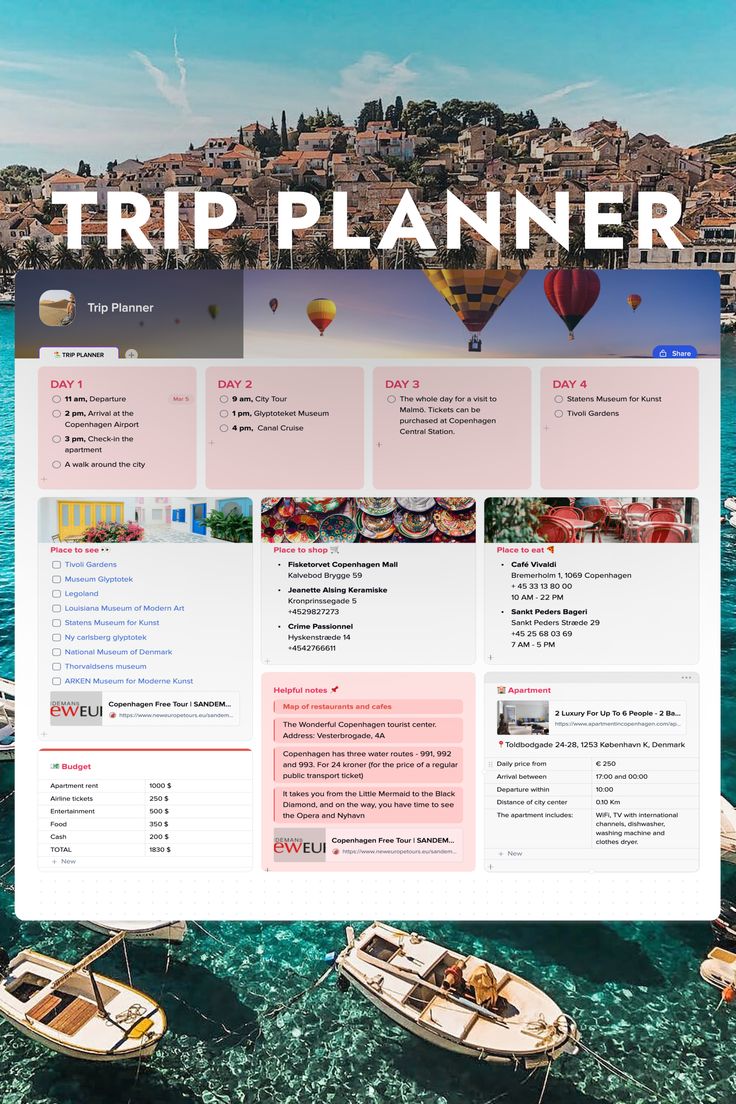 TRIP PLANNER
Trip Planner
TRIP PLANNER
Share
DAY 1
11 am, Departure
Mar 5
2 pm, Arrival at the
Copenhagen Airport
3 pm, Check-in the
apartment
A walk around the city
DAY 2
9 am, City Tour
1 pm, Glyptoteket Museum
4 pm, Canal Cruise
DAY 3
The whole day for a visit to
Malmö. Tickets can be
purchased at Copenhagen
Central Station.
DAY 4
Statens Museum for Kunst
Tivoli Gardens
Place to see 👀
Tivoli Gardens
Museum Glyptotek
Legoland
Louisiana Museum of Modern Art
Statens Museum for Kunst
Ny carlsberg glyptotek
National Museum of Denmark
Thorvaldsens museum
ARKEN Museum for Moderne Kunst
DEMANS
eWEUI
Copenhagen Free Tour | SANDEM...
https://www.neweuropetours.eu/sandem...
Budget
Apartment rent 1000 $
Airline tickets 250 $
Entertainment 500 $
Food 350 $
Cash 200 $
TOTAL 1830 $
+ New
Place to shop 🛒
• Fisketorvet Copenhagen Mall
Kalvebod Brygge 59
• Jeanette Alsing Keramiske
Kronprinssegade 5
+4529827273
• Crime Passionnel
Hyskenstræde 14
+4542766611
Helpful notes 📌
Map of restaurants and cafes
The Wonderful Copenhagen tourist center.
Address: Vesterbrogade, 4A
Copenhagen has three water routes - 991, 992
and 993. For 24 kroner (for the price of a regular
public transport ticket)
It takes you from the Little Mermaid to the Black
Diamond, and on the way, you have time to see
the Opera and Nyhavn
DEMANS
eWEUI
Copenhagen Free Tour | SANDEM...
https://www.neweuropetours.eu/sandem...
Place to eat 🍕
• Café Vivaldi
Bremerholm 1, 1069 Copenhagen
+ 45 33 13 80 00
10 AM - 22 PM
• Sankt Peders Bageri
Sankt Peders Stræde 29
+45 25 68 03 69
7 AM - 5 PM
Apartment
2 Luxury For Up To 6 People - 2 Ba...
https://www.apartmentincopenhagen.com/ap...
📍Toldbodgade 24-28, 1253 København K, Denmark
Daily price from € 250
Arrival between 17:00 and 00:00
Departure within 10:00
Distance of city center 0.10 Km
The apartment includes: WiFi, TV with international
channels, dishwasher,
washing machine and
clothes dryer.
+ New